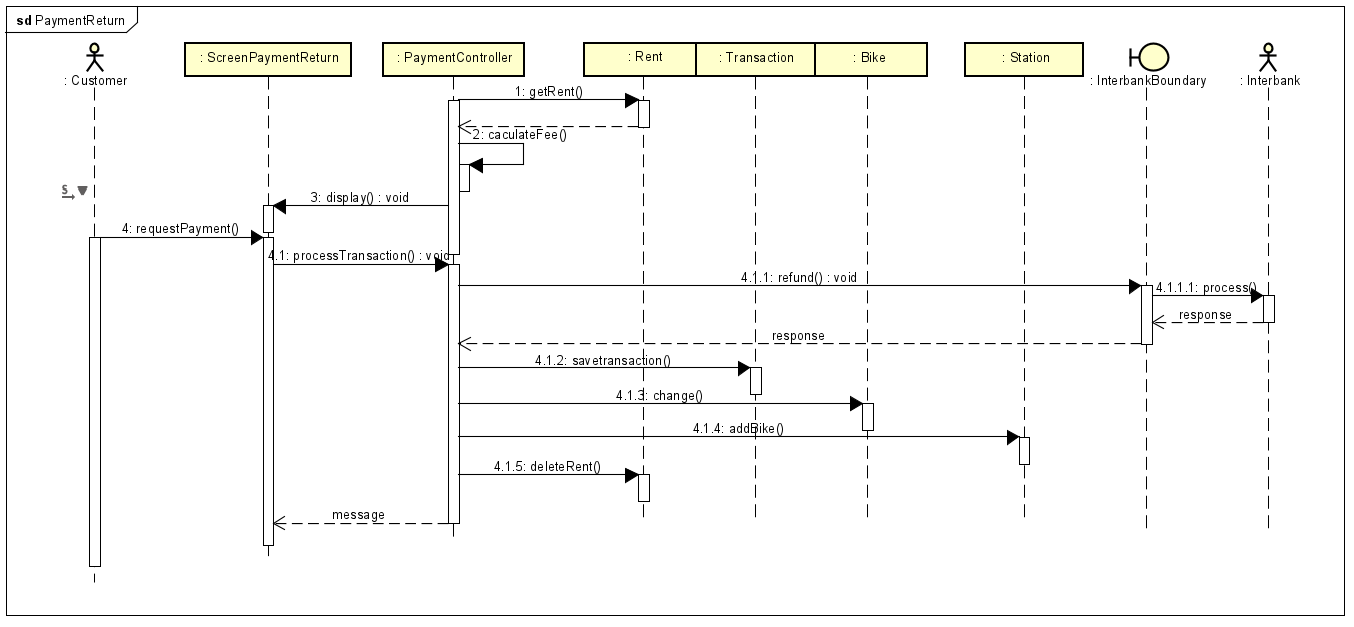 sd PaymentReturn
: Customer
: ScreenPaymentReturn
: PaymentController
: Rent
: Transaction
: Bike
: Station
: InterbankBoundary
: Interbank
1: getRent()
2: caculateFee()
S
3: display() : void
4: requestPayment()
4.1: processTransaction() : void
4.1.1: refund() : void
4.1.1.1: process()
response
response
4.1.2: savetransaction()
4.1.3: change()
4.1.4: addBike()
4.1.5: deleteRent()
message